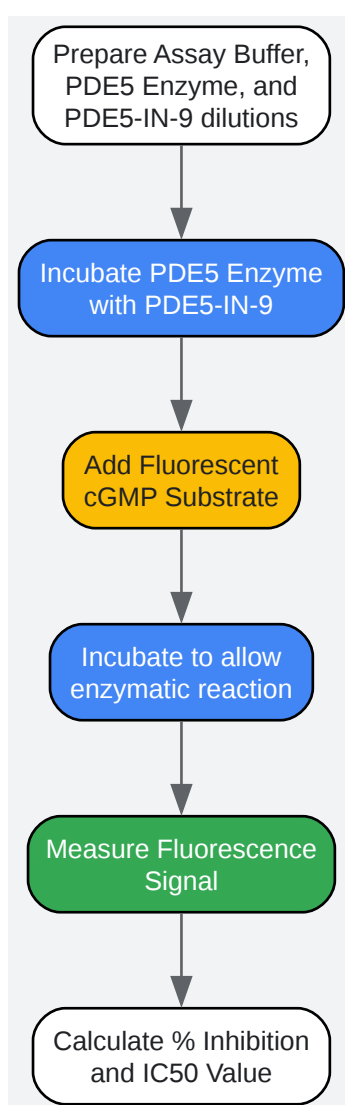 Prepare Assay Buffer,
PDE5 Enzyme, and
PDE5-IN-9 dilutions
Incubate PDE5 Enzyme
with PDE5-IN-9
Add Fluorescent
cGMP Substrate
Incubate to allow
enzymatic reaction
Measure Fluorescence
Signal
Calculate % Inhibition
and IC50 Value